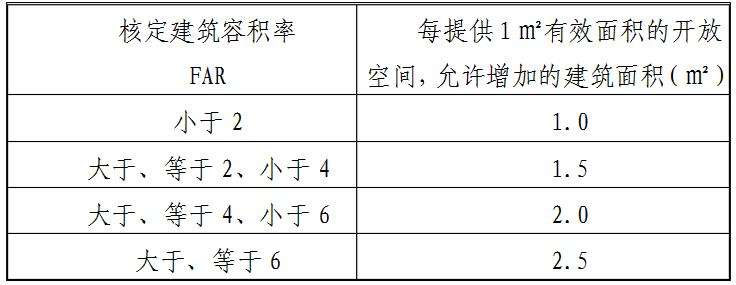 核定建筑容积率 每提供1㎡有效面积的开放
FAR 空间，允许增加的建筑面积(㎡)
小于2 1.0
大于、等于2、小于4 1.5
大于、等于4、小于6 2.0
大于、等于6 2.5